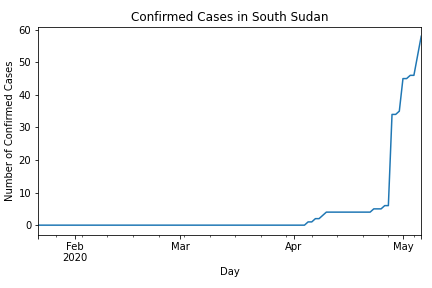 Confirmed Cases in South Sudan
Number of Confirmed Cases
60
50
40
30
20
10
0
Feb
2020
Mar
Apr
May
Day